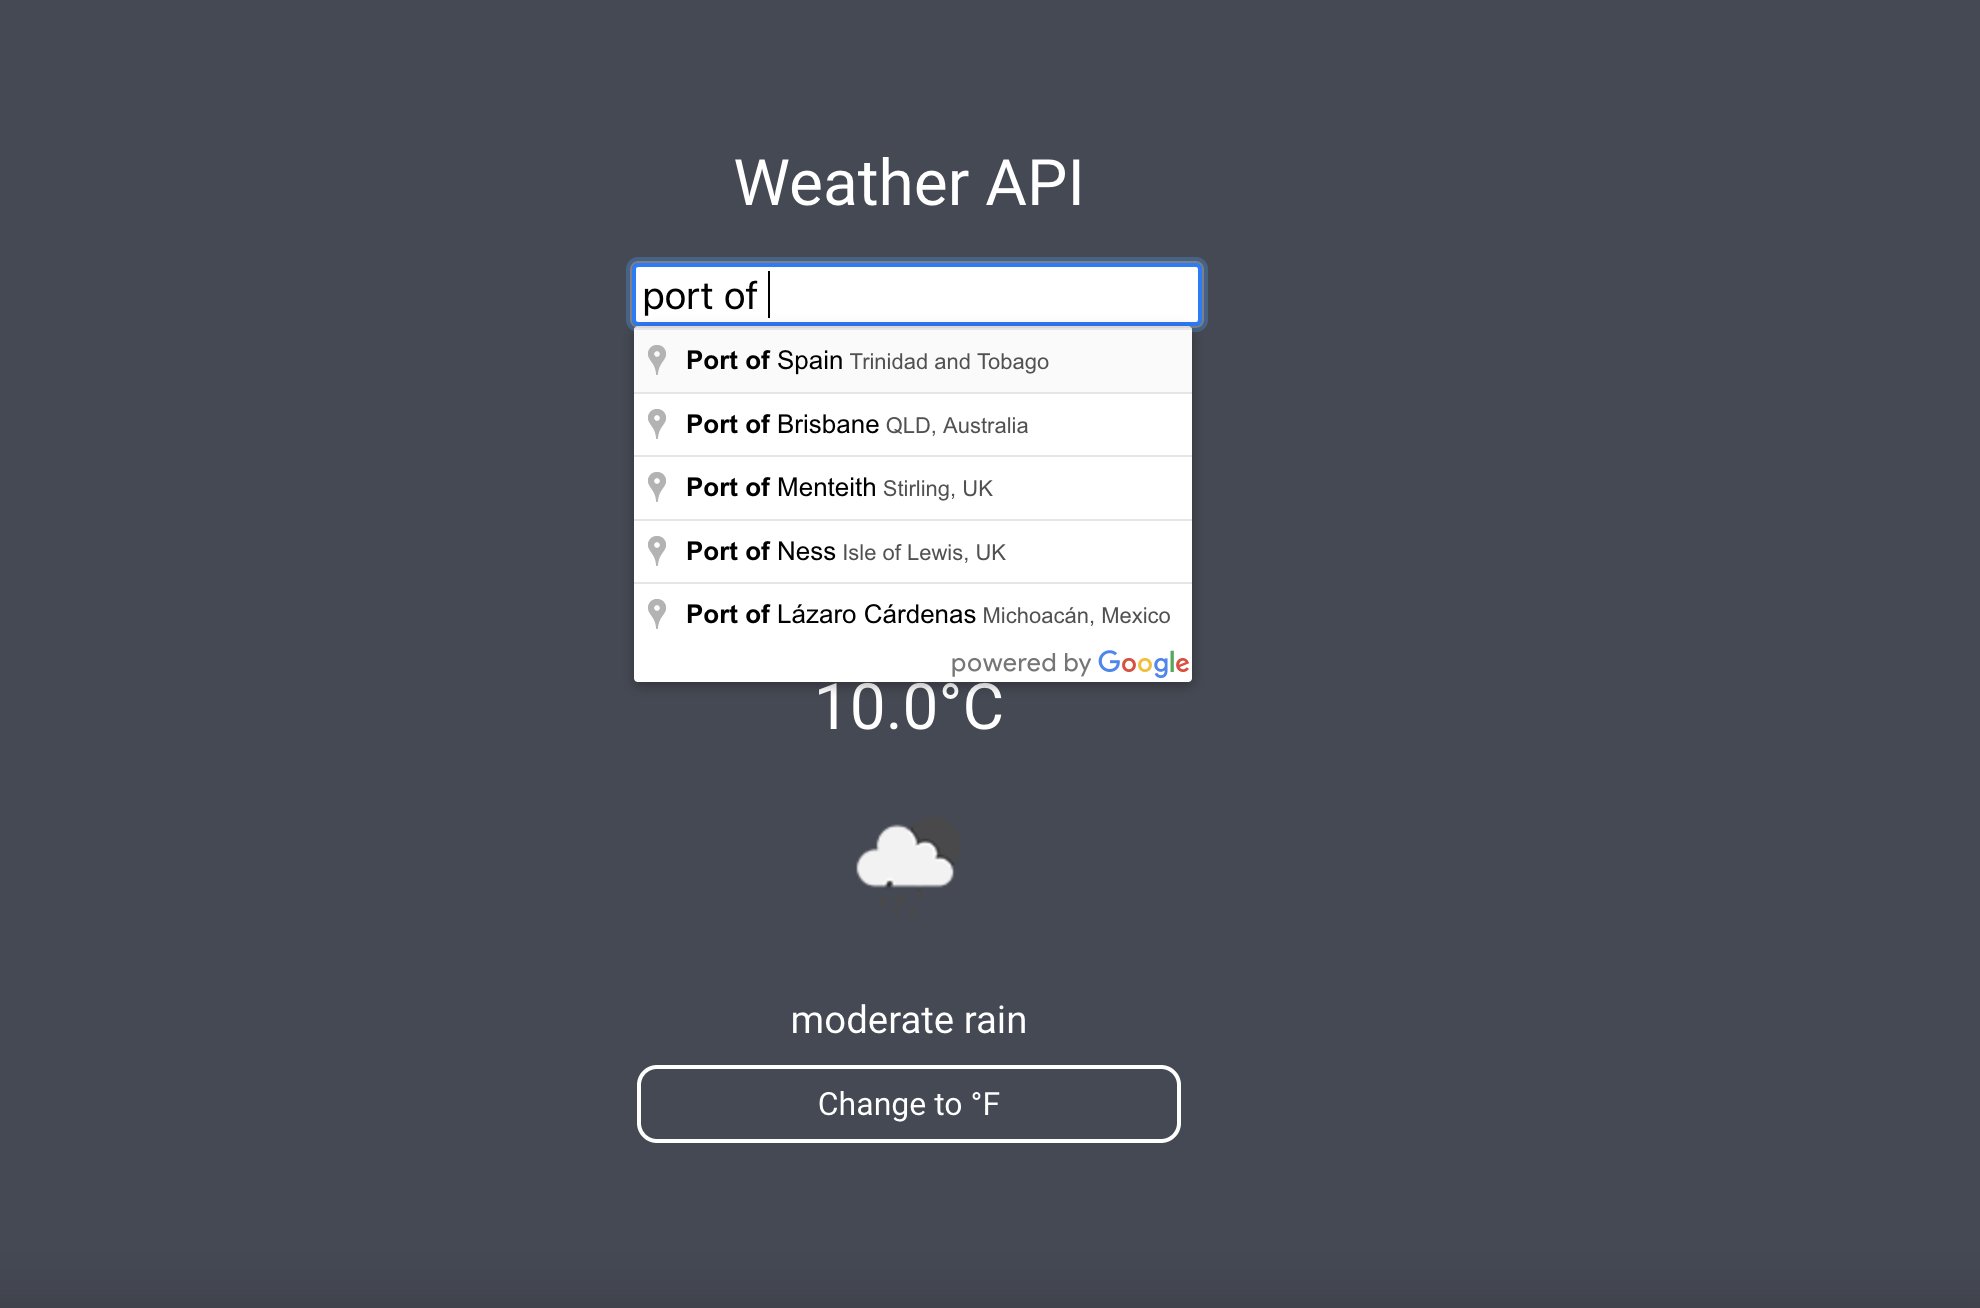 Weather API
port of
Port of Spain Trinidad and Tobago
Port of Brisbane QLD, Australia
Port of Menteith Stirling, UK
Port of Ness Isle of Lewis, UK
Port of Lázaro Cárdenas Michoacán, Mexico
powered by Google
10.0°C
moderate rain
Change to °F